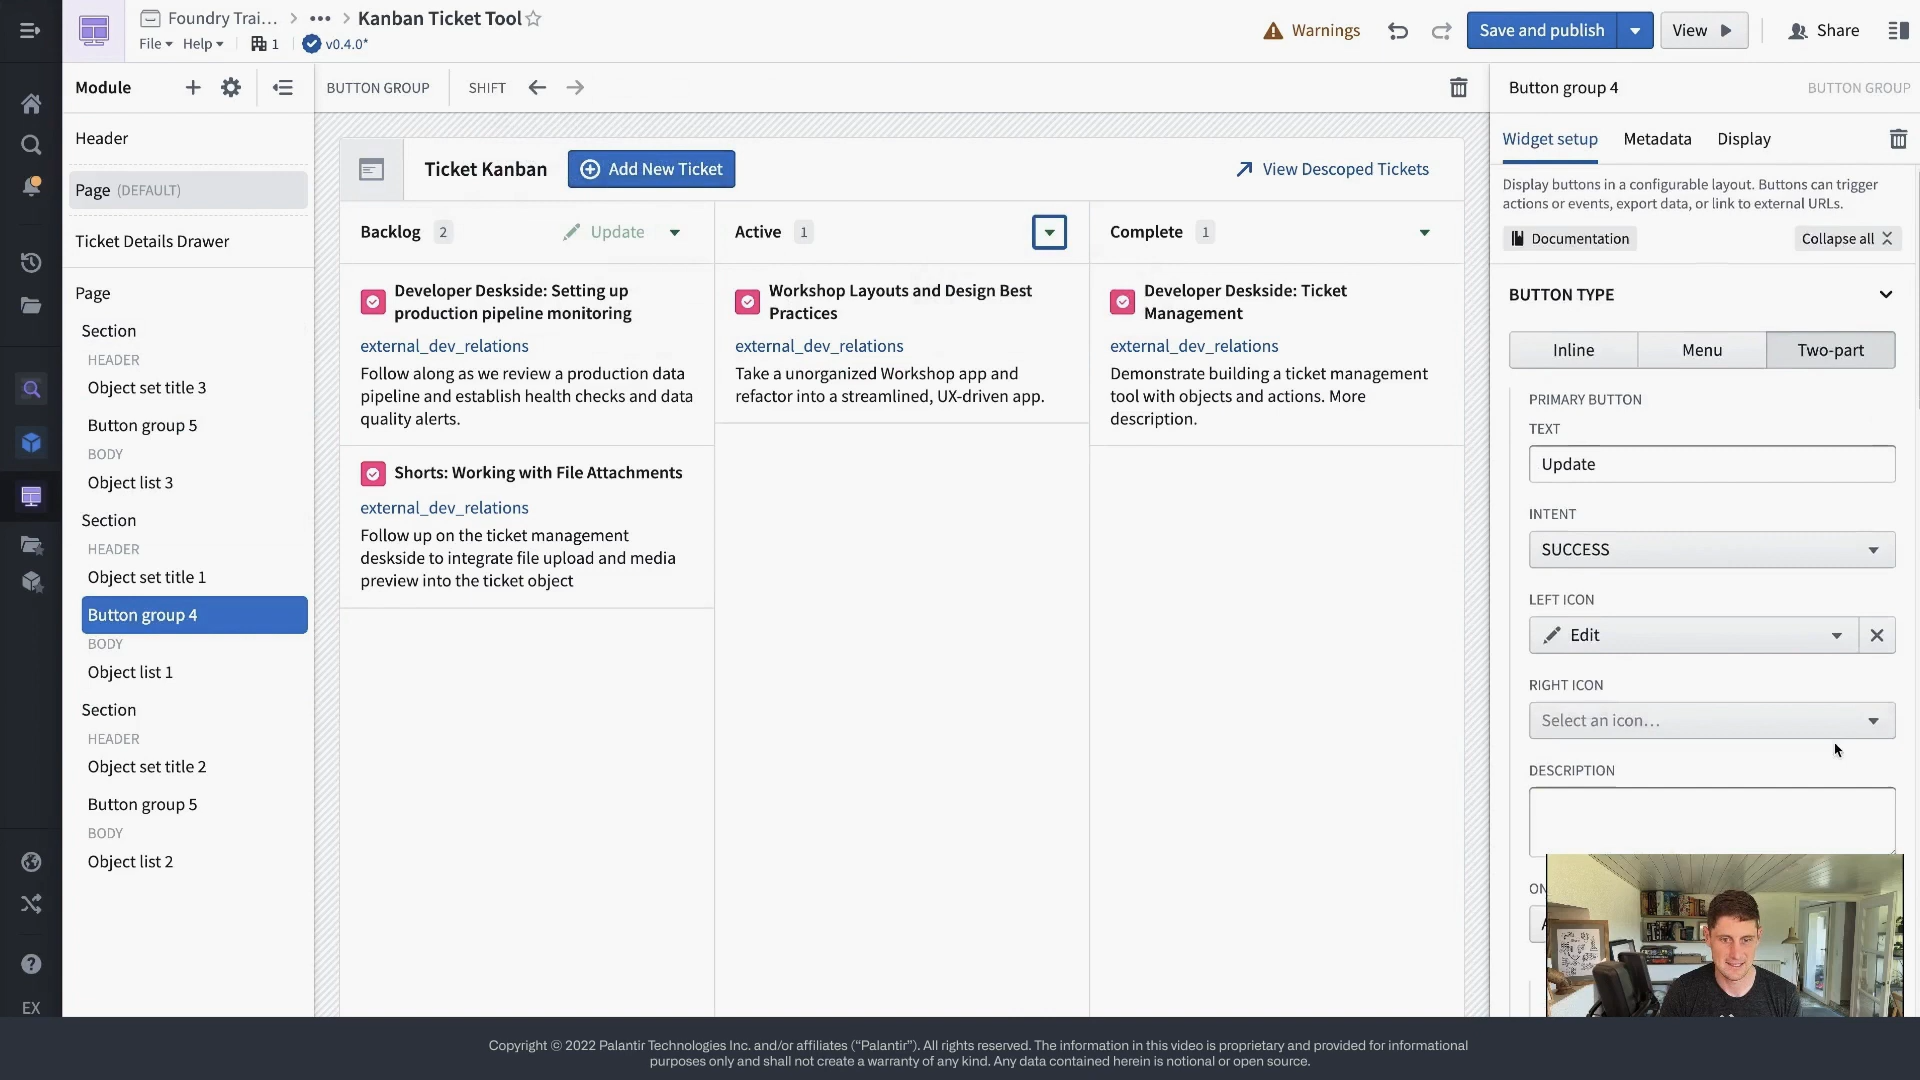 Foundry Trai... > ••• > Kanban Ticket Tool
File Help 1 v0.4.0*
Warnings
Save and publish
View
Share
Module
BUTTON GROUP
SHIFT
Button group 4
BUTTON GROUP
Header
Page (DEFAULT)
Ticket Details Drawer
Page
Section
HEADER
Object set title 3
Button group 5
BODY
Object list 3
Section
HEADER
Object set title 1
Button group 4
BODY
Object list 1
Section
HEADER
Object set title 2
Button group 5
BODY
Object list 2
EX
Ticket Kanban
Add New Ticket
View Descoped Tickets
Backlog 2
Update
Developer Deskside: Setting up
production pipeline monitoring
external_dev_relations
Follow along as we review a production data
pipeline and establish health checks and data
quality alerts.
Shorts: Working with File Attachments
external_dev_relations
Follow up on the ticket management
deskside to integrate file upload and media
preview into the ticket object
Active 1
Workshop Layouts and Design Best
Practices
external_dev_relations
Take a unorganized Workshop app and
refactor into a streamlined, UX-driven app.
Complete 1
Developer Deskside: Ticket
Management
external_dev_relations
Demonstrate building a ticket management
tool with objects and actions. More
description.
Widget setup
Metadata
Display
Display buttons in a configurable layout. Buttons can trigger
actions or events, export data, or link to external URLs.
Documentation
Collapse all
BUTTON TYPE
Inline
Menu
Two-part
PRIMARY BUTTON
TEXT
Update
INTENT
SUCCESS
LEFT ICON
Edit
RIGHT ICON
Select an icon...
DESCRIPTION
Copyright © 2022 Palantir Technologies Inc. and/or affiliates (“Palantir”). All rights reserved. The information in this video is proprietary and provided for informational
purposes only and shall not create a warranty of any kind. Any data contained herein is notional or open source.